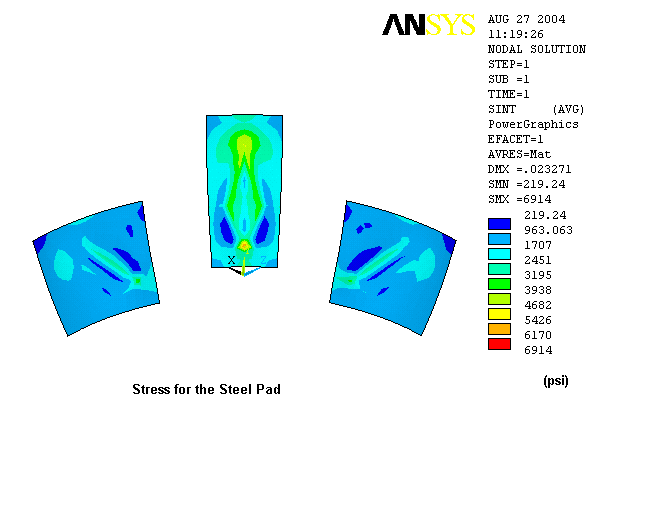 ANSYS
AUG 27 2004
11:19:26
NODAL SOLUTION
STEP=1
SUB =1
TIME=1
SINT (AVG)
PowerGraphics
EFACET=1
AVRES=Mat
DMX =.023271
SMN =219.24
SMX =6914
219.24
963.063
1707
2451
3195
3938
4682
5426
6170
6914
1
X Z
(psi)
Stress for the Steel Pad